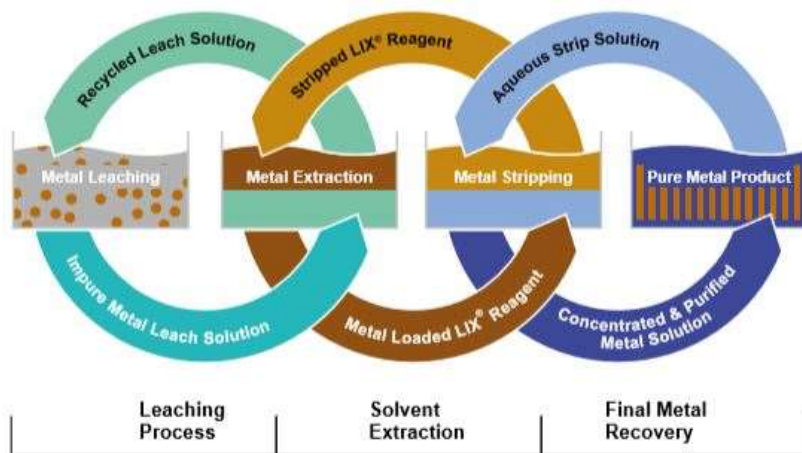 Recycled Leach Solution
Stripped LIX® Reagent
Aqueous Strip Solution
Metal Leaching
Metal Extraction
Metal Stripping
Pure Metal Product
Impure Metal Leach Solution
Metal Loaded LIX® Reagent
Concentrated & Purified
Metal Solution
Leaching
Process
Solvent
Extraction
Final Metal
Recovery